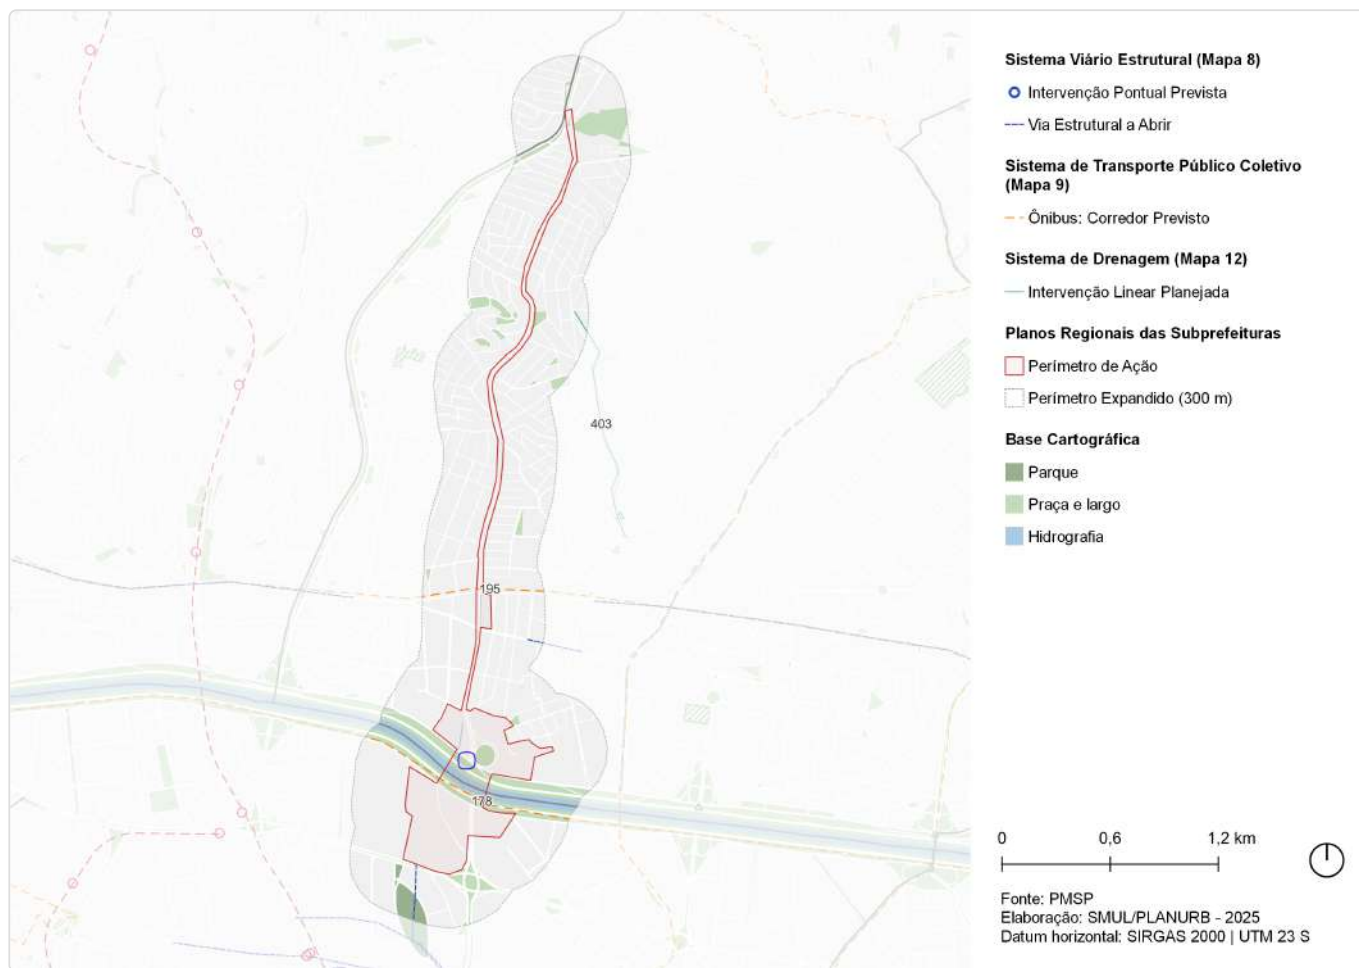 Sistema Viário Estrutural (Mapa 8)
Intervenção Pontual Prevista
Via Estrutural a Abrir
Sistema de Transporte Público Coletivo
(Mapa 9)
Ônibus: Corredor Previsto
Sistema de Drenagem (Mapa 12)
Intervenção Linear Planejada
Planos Regionais das Subprefeituras
Perímetro de Ação
Perímetro Expandido (300 m)
Base Cartográfica
Parque
Praça e largo
Hidrografia
403
195
178
0 0,6 1,2 km
Fonte: PMSP
Elaboração: SMUL/PLANURB - 2025
Datum horizontal: SIRGAS 2000 | UTM 23 S